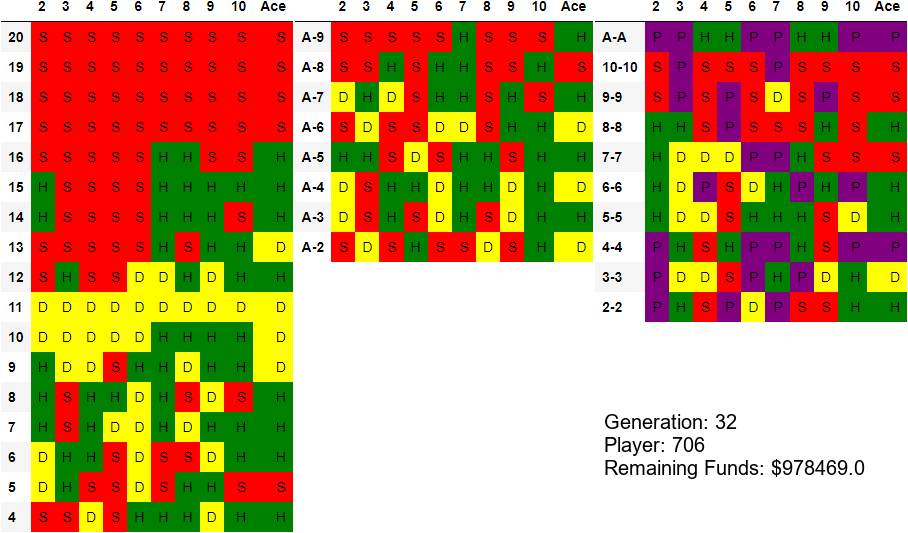 2 3 4 5 6 7 8 9 10 Ace
20 S S S S S S S S S S
19 S S S S S S S S S S
18 S S S S S S S S S S
17 S S S S S S S S S S
16 S S S S S H H S S H
15 H S S S S H H H H H
14 H S S S S H H H S H
13 S S S S S H S H H D
12 S H S S D D H D H H
11 D D D D D D D D D D
10 D D D D D H H H H D
9 H D D S H H D H H D
8 H S H H D H S D S H
7 H S H D D H D H H H
6 D H H S D S S D H H
5 D H S S D S H H S S
4 S S D S H H H D H H
2 3 4 5 6 7 8 9 10 Ace
A-9 S S S S S H S S S H
A-8 S S H S H H S S H S
A-7 D H D S H H S H S H
A-6 S D S S D D S H H D
A-5 H H S D S H H S H H
A-4 D S H H D H H D H D
A-3 D S H S D H S D H H
A-2 S D S H S S D S H D
2 3 4 5 6 7 8 9 10 Ace
A-A P P H H P P H H P P
10-10 S P S S S P S S S S
9-9 S P S P S D S P S S
8-8 H H S P S S S H S H
7-7 H D D D P P H S S S
6-6 H D P S D H P H P H
5-5 H D D S H H H S D H
4-4 P H S H P P H S P P
3-3 P D D S P H P D H D
2-2 P H S P D P S S H H
Generation: 32
Player: 706
Remaining Funds: $978469.0